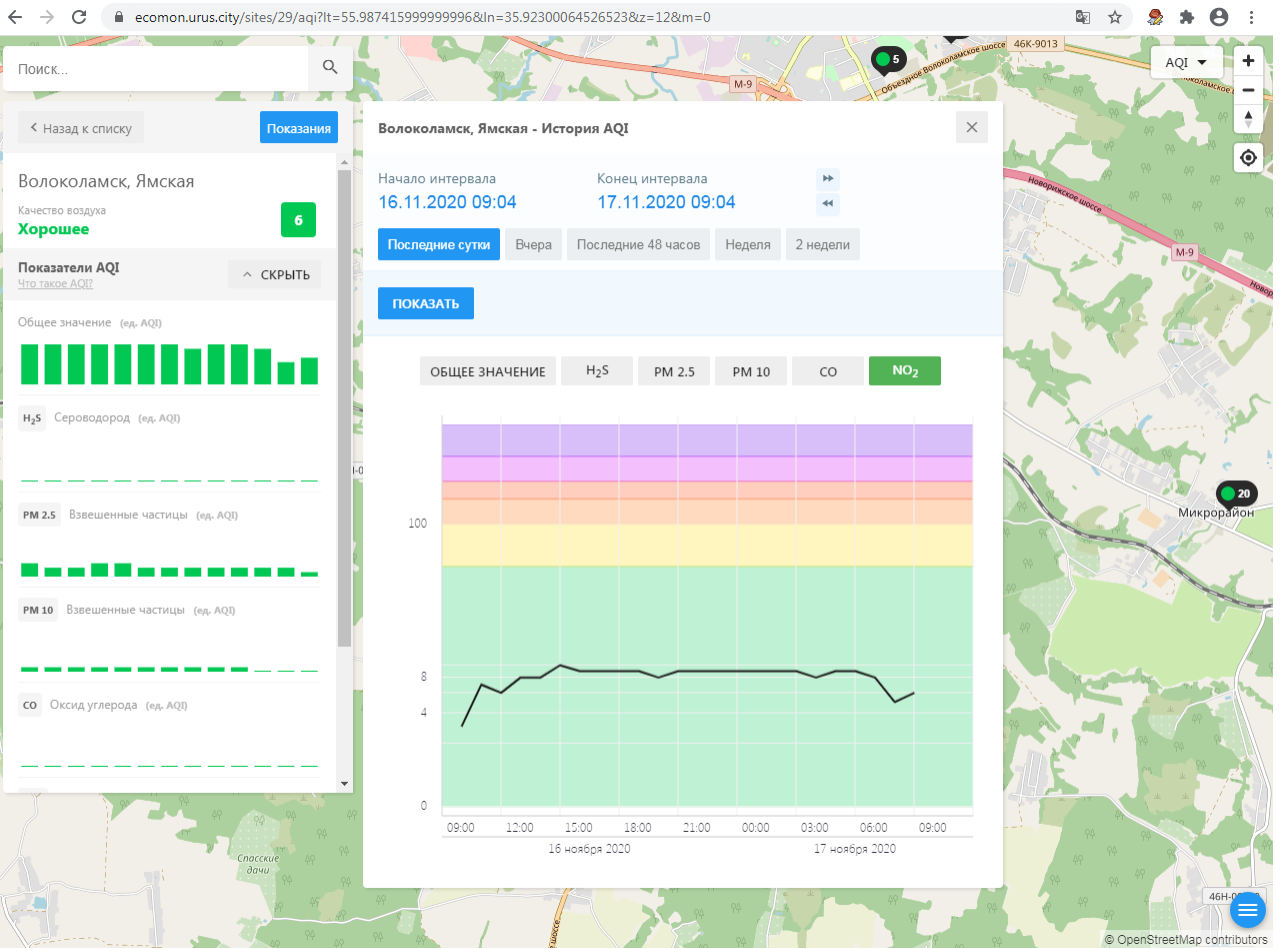 ecomon.urus.city/sites/29/aqi?lt=55.987415999999996&ln=35.92300064526523&z=12&m=0
Поиск...
5
46К-9013
Объездное Волоколамское шоссе
М-9
AQI
Назад к списку
Показания
Волоколамск, Ямская - История AQI
Волоколамск, Ямская
Качество воздуха
Хорошее
6
Начало интервала
Конец интервала
16.11.2020 09:04
17.11.2020 09:04
Новорижское шоссе
М-9
Последние сутки
Вчера
Последние 48 часов
Неделя
2 недели
Показатели AQI
Что такое AQI?
СКРЫТЬ
ПОКАЗАТЬ
Общее значение (ед. AQI)
ОБЩЕЕ ЗНАЧЕНИЕ
H2S
PM 2.5
PM 10
CO
NO2
H2S Сероводород (ед. AQI)
PM 2.5 Взвешенные частицы (ед. AQI)
PM 10 Взвешенные частицы (ед. AQI)
CO Оксид углерода (ед. AQI)
100
8
4
0
20
Микрорайон
09:00
12:00
15:00
18:00
21:00
00:00
03:00
06:00
09:00
16 ноября 2020
17 ноября 2020
Спасские
дачи
© OpenStreetMap contributors